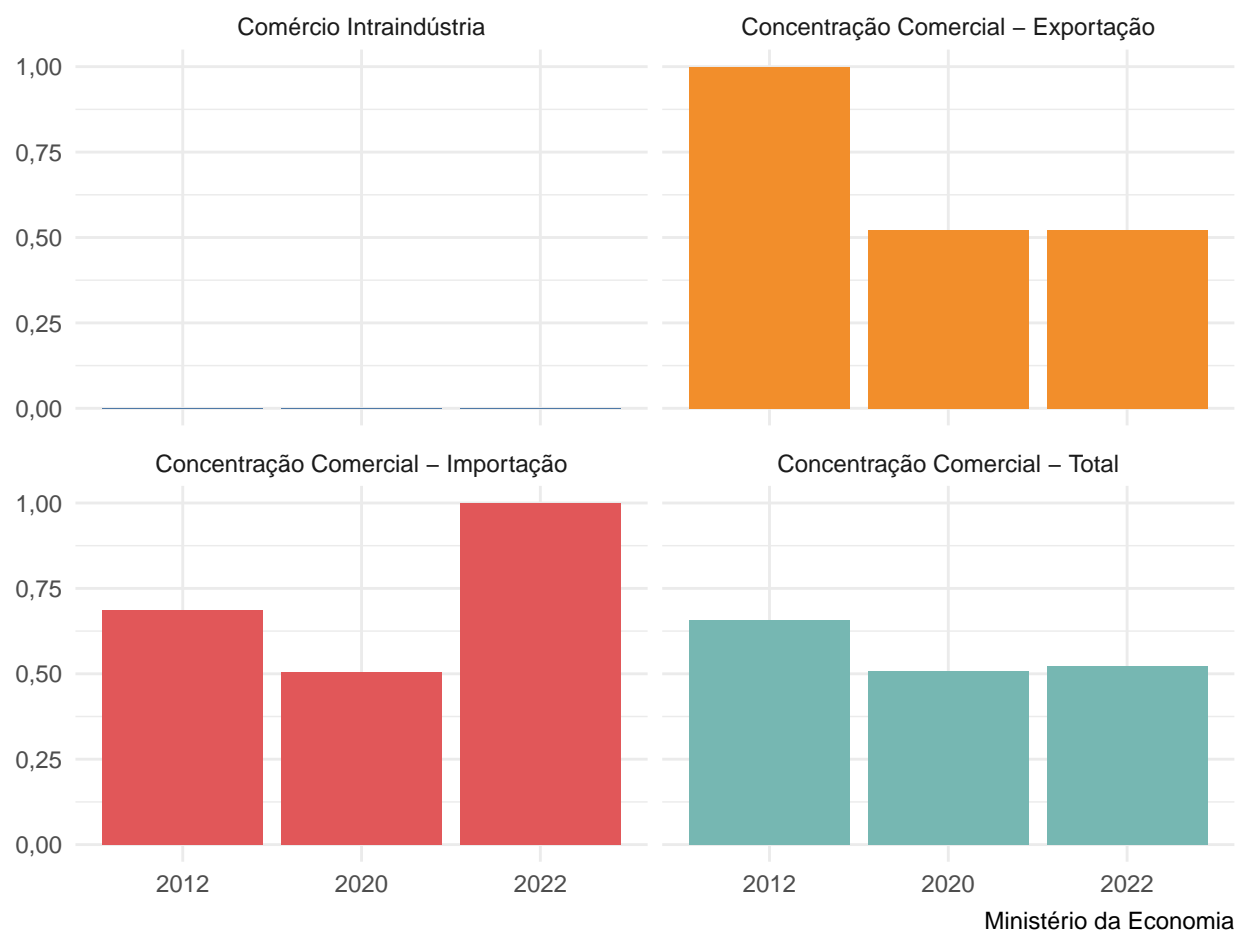 Comércio Intraindústria
Concentração Comercial – Exportação
1,00
0,75
0,50
0,25
0,00
Concentração Comercial – Importação
Concentração Comercial – Total
1,00
0,75
0,50
0,25
0,00
2012 2020 2022
2012 2020 2022
Ministério da Economia